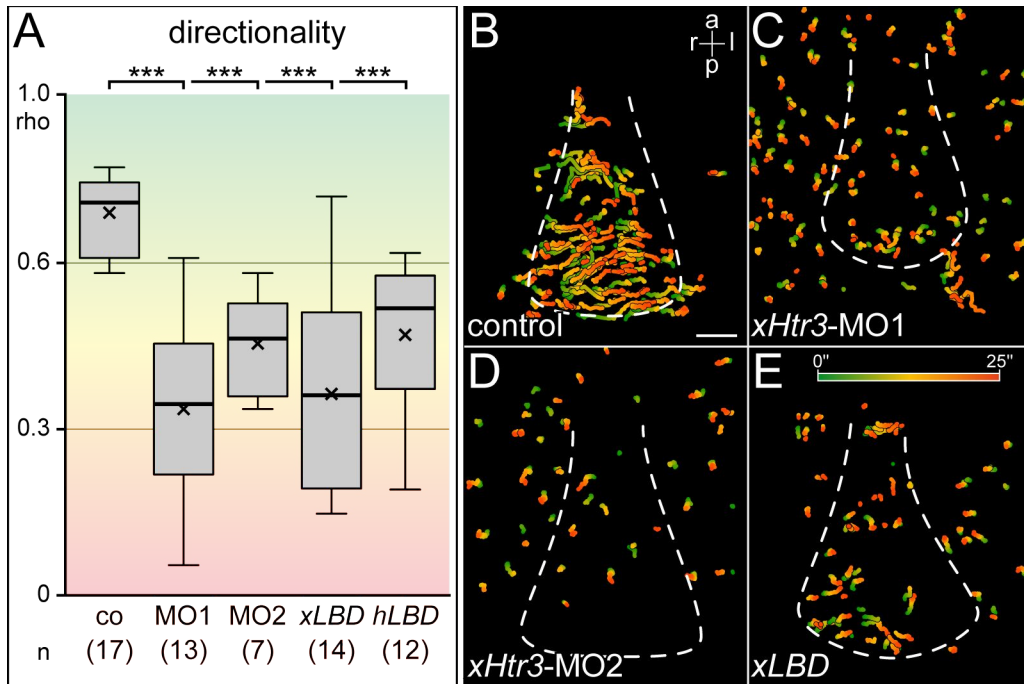 A
directionality
*** *** *** ***
1.0
rho
0.6
0.3
0
co MO1 MO2 xLBD hLBD
n (17) (13) (7) (14) (12)
B
a
r l
p
control
C
xHtr3-MO1
D
xHtr3-MO2
E
0" 25"
xLBD